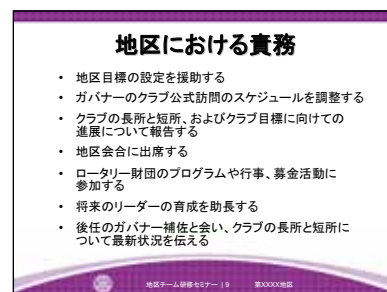 地区における責務
• 地区目標の設定を援助する
• ガバナーのクラブ公式訪問のスケジュールを調整する
• クラブの長所と短所、およびクラブ目標に向けての
進展について報告する
• 地区会合に出席する
• ロータリー財団のプログラムや行事、募金活動に
参加する
• 将来のリーダーの育成を助長する
• 後任のガバナー補佐と会い、クラブの長所と短所に
ついて最新状況を伝える
地区チーム研修セミナー | 9 第XXXX地区